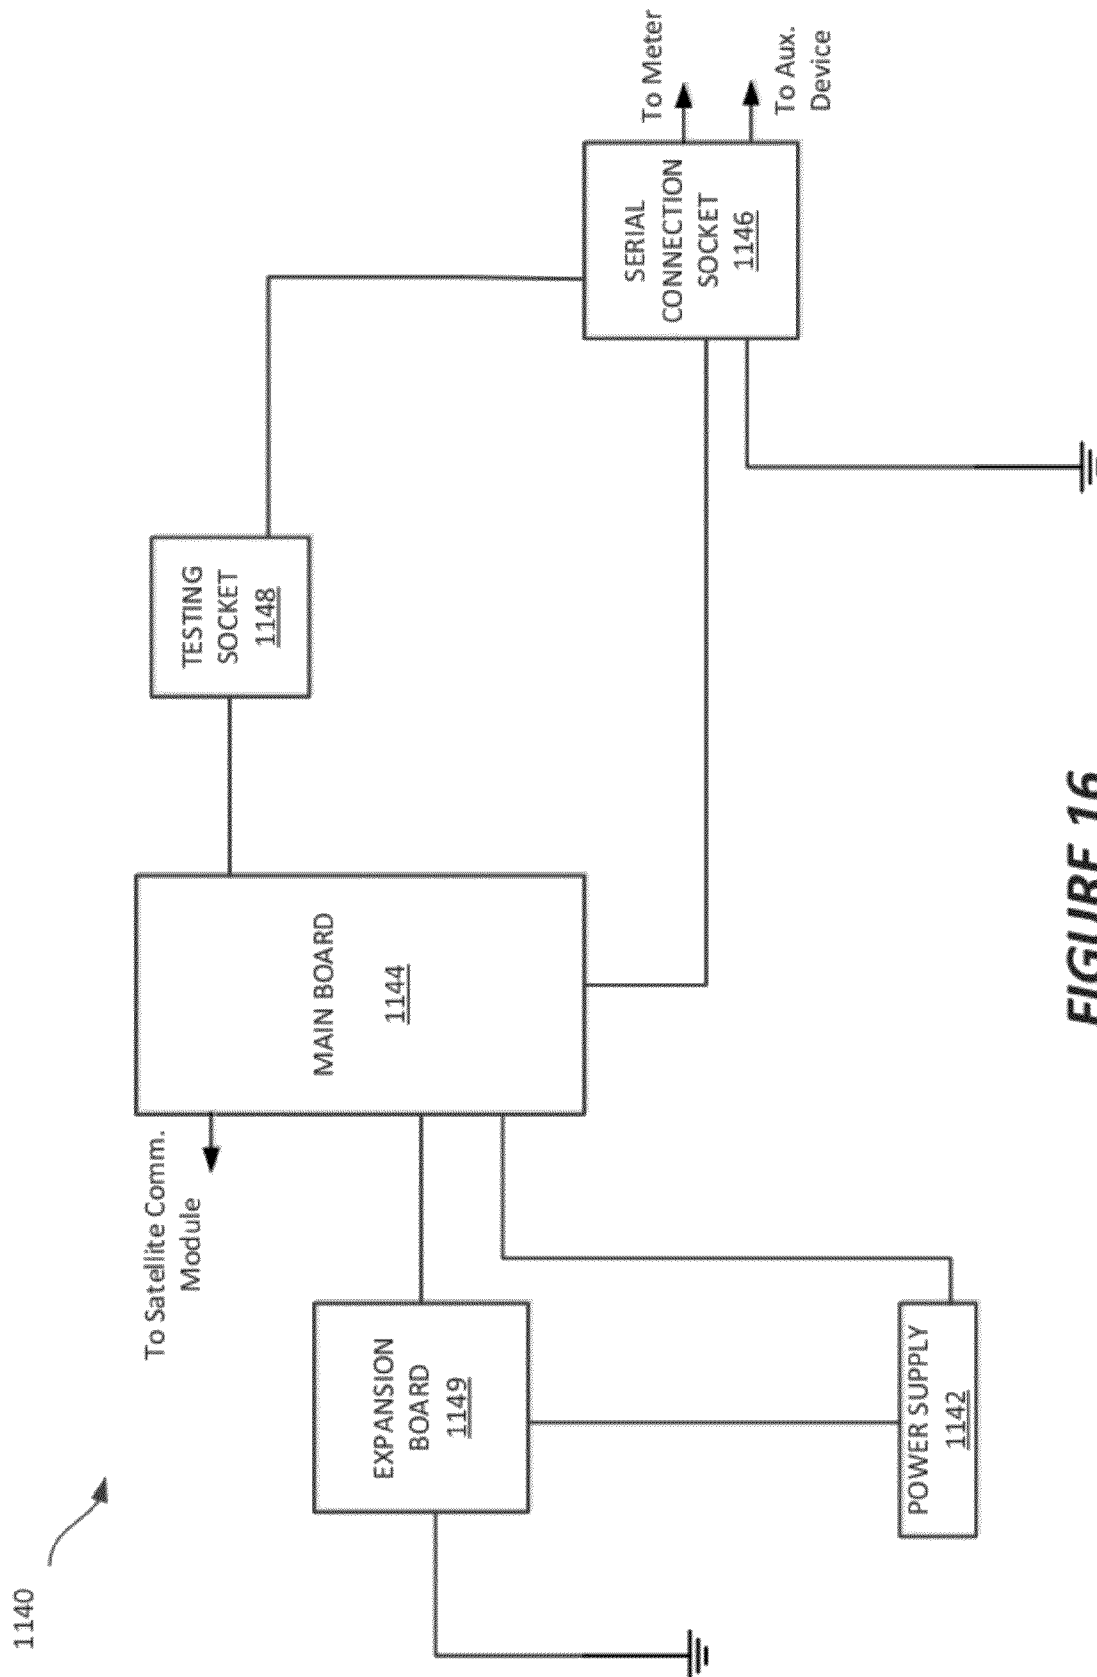 1140
To Satellite Comm.
Module
EXPANSION
BOARD
1149
POWER SUPPLY
1142
MAIN BOARD
1144
TESTING
SOCKET
1148
SERIAL
CONNECTION
SOCKET
1146
To Meter
To Aux.
Device
FIGURE 16